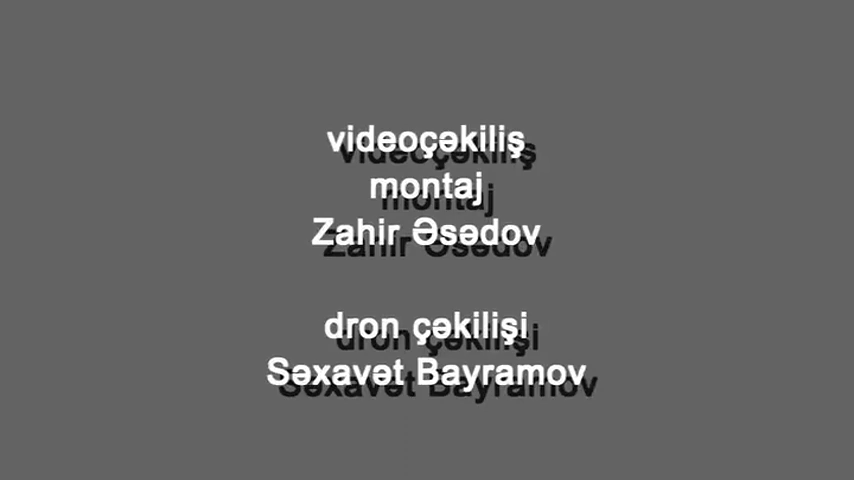 videoçəkiliş
montaj
Zahir Əsədov
dron çəkilişi
Səxavət Bayramov